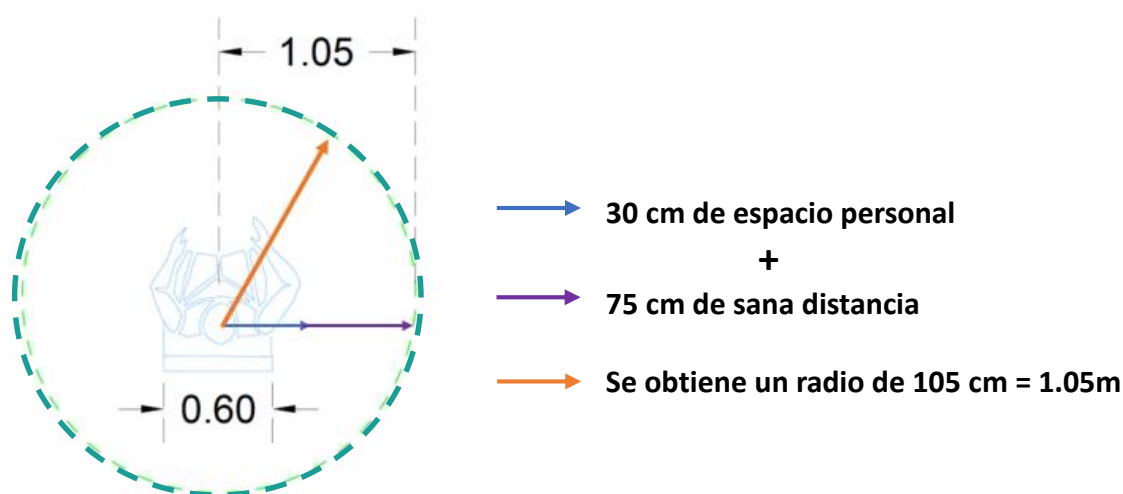 1.05
30 cm de espacio personal
+
75 cm de sana distancia
Se obtiene un radio de 105 cm = 1.05m
0.60